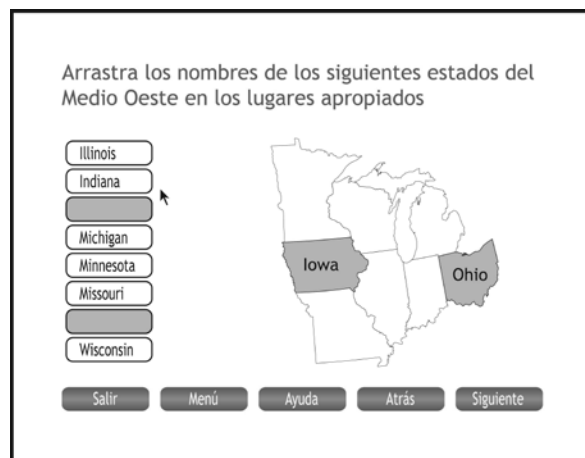 Arrastra los nombres de los siguientes estados del
Medio Oeste en los lugares apropiados
Illinois
Indiana
Michigan
Minnesota
Missouri
Wisconsin
Iowa
Ohio
Salir
Menú
Ayuda
Atrás
Siguiente